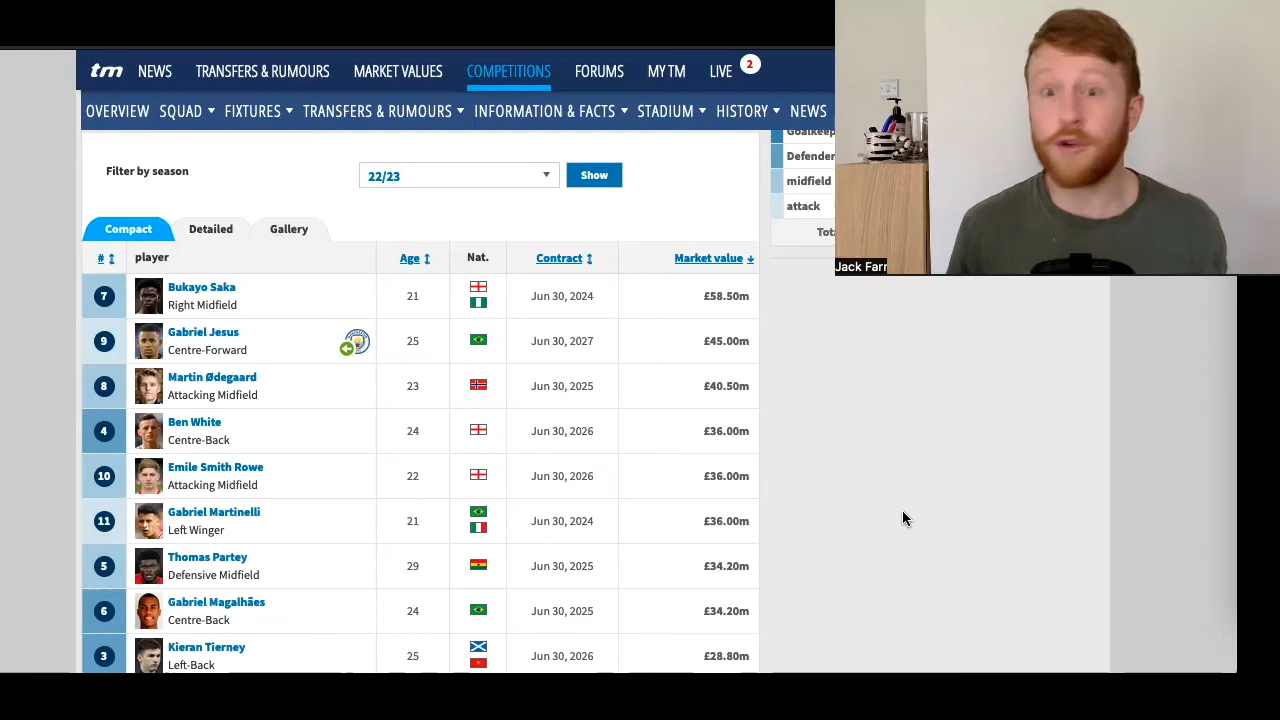 tm NEWS TRANSFERS & RUMOURS MARKET VALUES COMPETITIONS FORUMS MY TM LIVE 2
OVERVIEW SQUAD FIXTURES TRANSFERS & RUMOURS INFORMATION & FACTS STADIUM HISTORY NEWS
Goalkeep
Defender
midfield
attack
Tot
Jack Farr
Filter by season 22/23 Show
Compact Detailed Gallery
# player Age Nat. Contract Market value
7 Bukayo Saka 21 Jun 30, 2024 £58.50m
Right Midfield
9 Gabriel Jesus 25 Jun 30, 2027 £45.00m
Centre-Forward
8 Martin Ødegaard 23 Jun 30, 2025 £40.50m
Attacking Midfield
4 Ben White 24 Jun 30, 2026 £36.00m
Centre-Back
10 Emile Smith Rowe 22 Jun 30, 2026 £36.00m
Attacking Midfield
11 Gabriel Martinelli 21 Jun 30, 2024 £36.00m
Left Winger
5 Thomas Partey 29 Jun 30, 2025 £34.20m
Defensive Midfield
6 Gabriel Magalhães 24 Jun 30, 2025 £34.20m
Centre-Back
3 Kieran Tierney 25 Jun 30, 2026 £28.80m
Left-Back